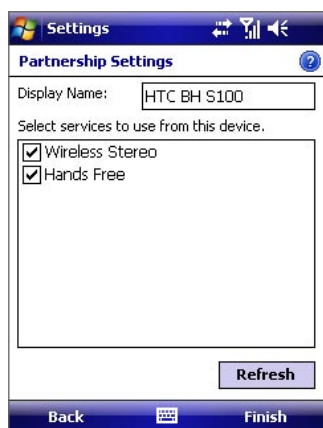 Settings
Partnership Settings
Display Name: HTC BH S100
Select services to use from this device.
Wireless Stereo
Hands Free
Refresh
Back Finish